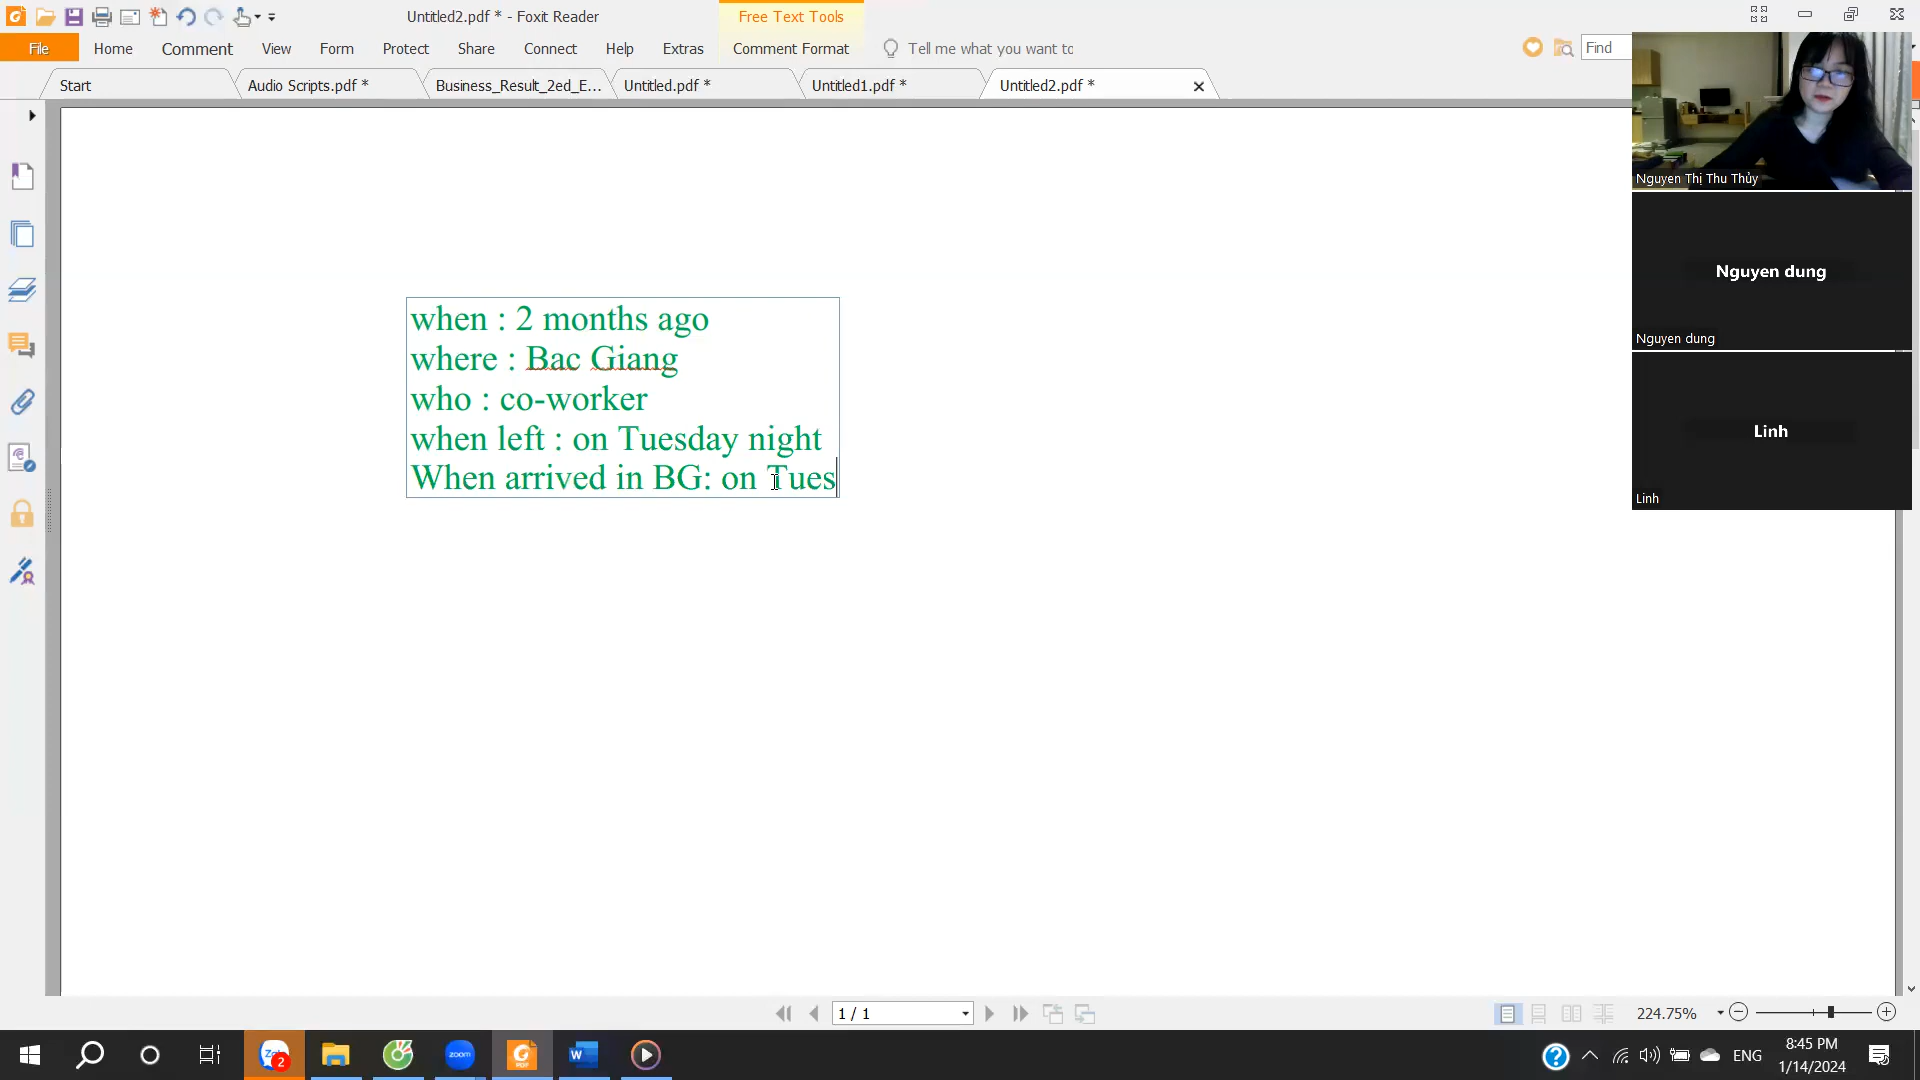 Untitled2.pdf * - Foxit Reader
Free Text Tools
File
Home
Comment
View
Form
Protect
Share
Connect
Help
Extras
Comment Format
Tell me what you want to
Find
Start
Audio Scripts.pdf *
Business_Result_2ed_E...
Untitled.pdf *
Untitled1.pdf *
Untitled2.pdf *
Nguyen Thị Thu Thủy
Nguyen dung
Nguyen dung
Linh
Linh
when : 2 months ago
where : Bac Giang
who : co-worker
when left : on Tuesday night
When arrived in BG: on Tues
1 / 1
224.75%
2
zoom
PDF
W
ENG
8:45 PM
1/14/2024